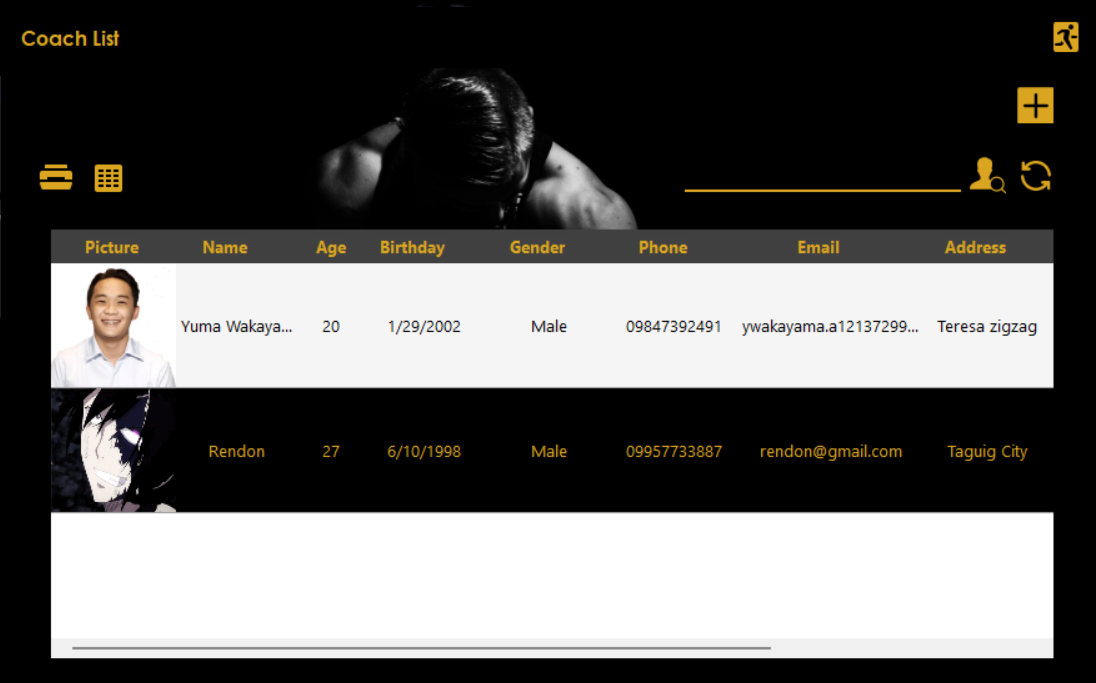 Coach List
Picture Name Age Birthday Gender Phone Email Address
Yuma Wakaya... 20 1/29/2002 Male 09847392491 ywakayama.a12137299... Teresa zigzag
Rendon 27 6/10/1998 Male 09957733887 rendon@gmail.com Taguig City